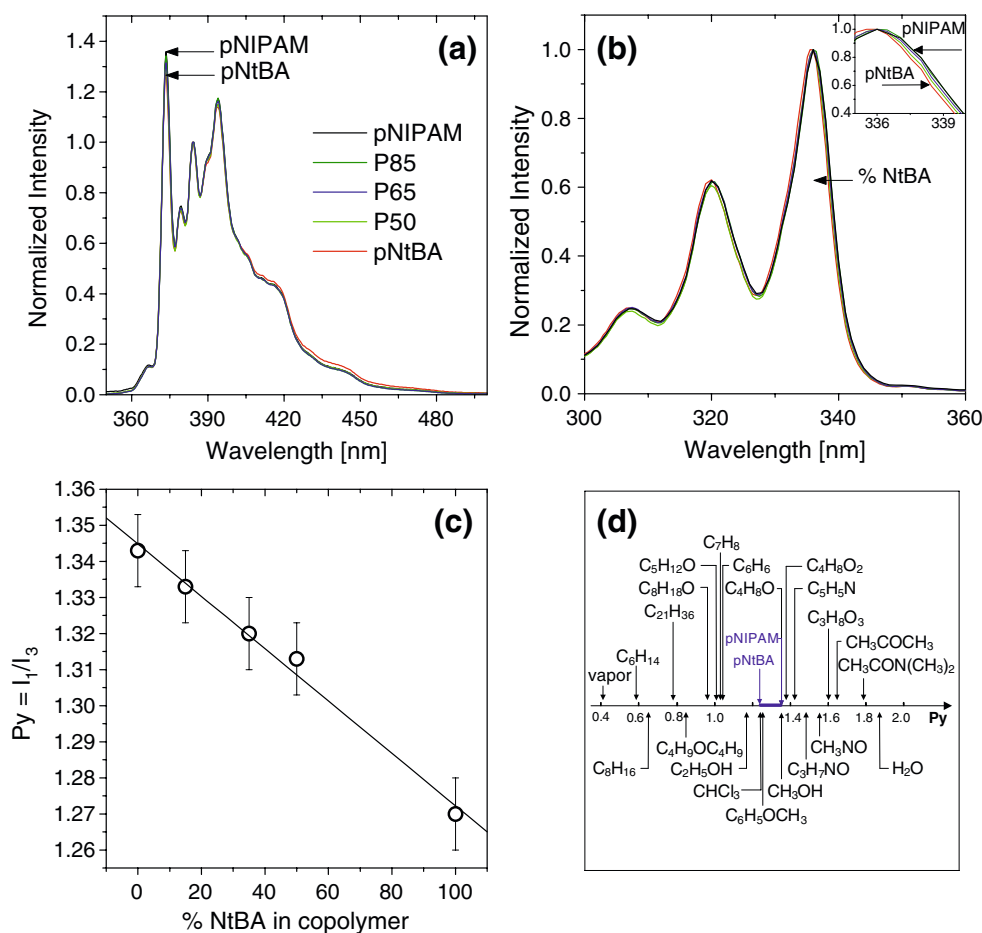 (a)
1.4
1.2
1.0
0.8
0.6
0.4
0.2
0.0
Normalized Intensity
pNIPAM
pNtBA
pNIPAM
P85
P65
P50
pNtBA
360
390
420
450
480
Wavelength [nm]
(b)
1.0
0.8
0.6
0.4
0.2
0.0
Normalized Intensity
% NtBA
300
320
340
360
Wavelength [nm]
1.0
0.8
0.6
0.4
pNIPAM
pNtBA
336
339
(c)
1.36
1.35
1.34
1.33
1.32
1.31
1.30
1.29
1.28
1.27
1.26
Py = I₁/I₃
0
20
40
60
80
100
% NtBA in copolymer
(d)
C₇H₈
C₅H₁₂O
C₆H₆
C₄H₈O₂
C₈H₁₈O
C₄H₈O
C₅H₅N
C₂₁H₃₆
C₃H₈O₃
pNIPAM
CH₃COCH₃
C₆H₁₄
pNtBA
CH₃CON(CH₃)₂
vapor
0.4 0.6 0.8 1.0 1.4 1.6 1.8 2.0 Py
C₄H₉OC₄H₉
CH₃NO
C₈H₁₆
C₂H₅OH
C₃H₇NO
H₂O
CHCl₃
CH₃OH
C₆H₅OCH₃